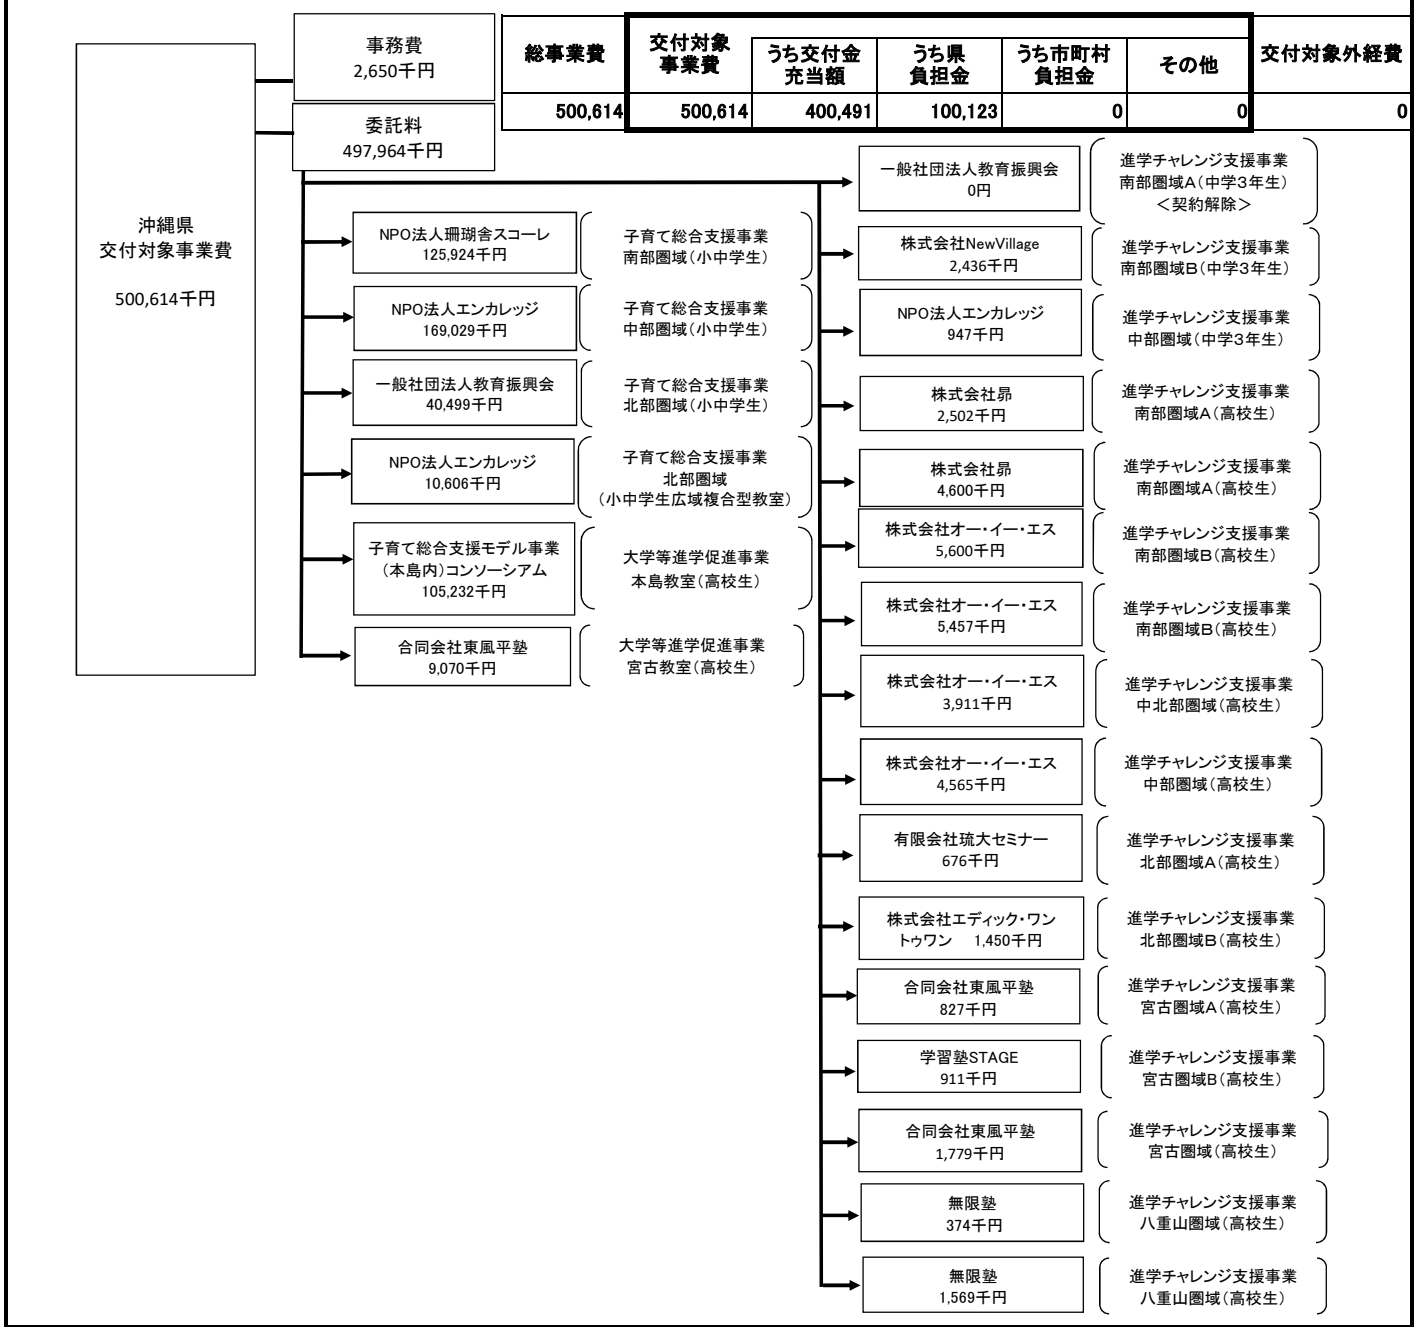 沖縄県
交付対象事業費
500,614千円
事務費
2,650千円
委託料
497,964千円
総事業費
交付対象
事業費
うち交付金
充当額
うち県
負担金
うち市町村
負担金
その他
交付対象外経費
500,614
500,614
400,491
100,123
0
0
0
NPO法人珊瑚舎スコーレ
125,924千円
子育て総合支援事業
南部圏域(小中学生)
NPO法人エンカレッジ
169,029千円
子育て総合支援事業
中部圏域(小中学生)
一般社団法人教育振興会
40,499千円
子育て総合支援事業
北部圏域(小中学生)
NPO法人エンカレッジ
10,606千円
子育て総合支援事業
北部圏域
(小中学生広域複合型教室)
子育て総合支援モデル事業
(本島内)コンソーシアム
105,232千円
大学等進学促進事業
本島教室(高校生)
合同会社東風平塾
9,070千円
大学等進学促進事業
宮古教室(高校生)
一般社団法人教育振興会
0円
進学チャレンジ支援事業
南部圏域A(中学3年生)
<契約解除>
株式会社NewVillage
2,436千円
進学チャレンジ支援事業
南部圏域B(中学3年生)
NPO法人エンカレッジ
947千円
進学チャレンジ支援事業
中部圏域(中学3年生)
株式会社昴
2,502千円
進学チャレンジ支援事業
南部圏域A(高校生)
株式会社昴
4,600千円
進学チャレンジ支援事業
南部圏域A(高校生)
株式会社オー・イー・エス
5,600千円
進学チャレンジ支援事業
南部圏域B(高校生)
株式会社オー・イー・エス
5,457千円
進学チャレンジ支援事業
南部圏域B(高校生)
株式会社オー・イー・エス
3,911千円
進学チャレンジ支援事業
中北部圏域(高校生)
株式会社オー・イー・エス
4,565千円
進学チャレンジ支援事業
中部圏域(高校生)
有限会社琉大セミナー
676千円
進学チャレンジ支援事業
北部圏域A(高校生)
株式会社エディック・ワン
トゥワン 1,450千円
進学チャレンジ支援事業
北部圏域B(高校生)
合同会社東風平塾
827千円
進学チャレンジ支援事業
宮古圏域A(高校生)
学習塾STAGE
911千円
進学チャレンジ支援事業
宮古圏域B(高校生)
合同会社東風平塾
1,779千円
進学チャレンジ支援事業
宮古圏域(高校生)
無限塾
374千円
進学チャレンジ支援事業
八重山圏域(高校生)
無限塾
1,569千円
進学チャレンジ支援事業
八重山圏域(高校生)